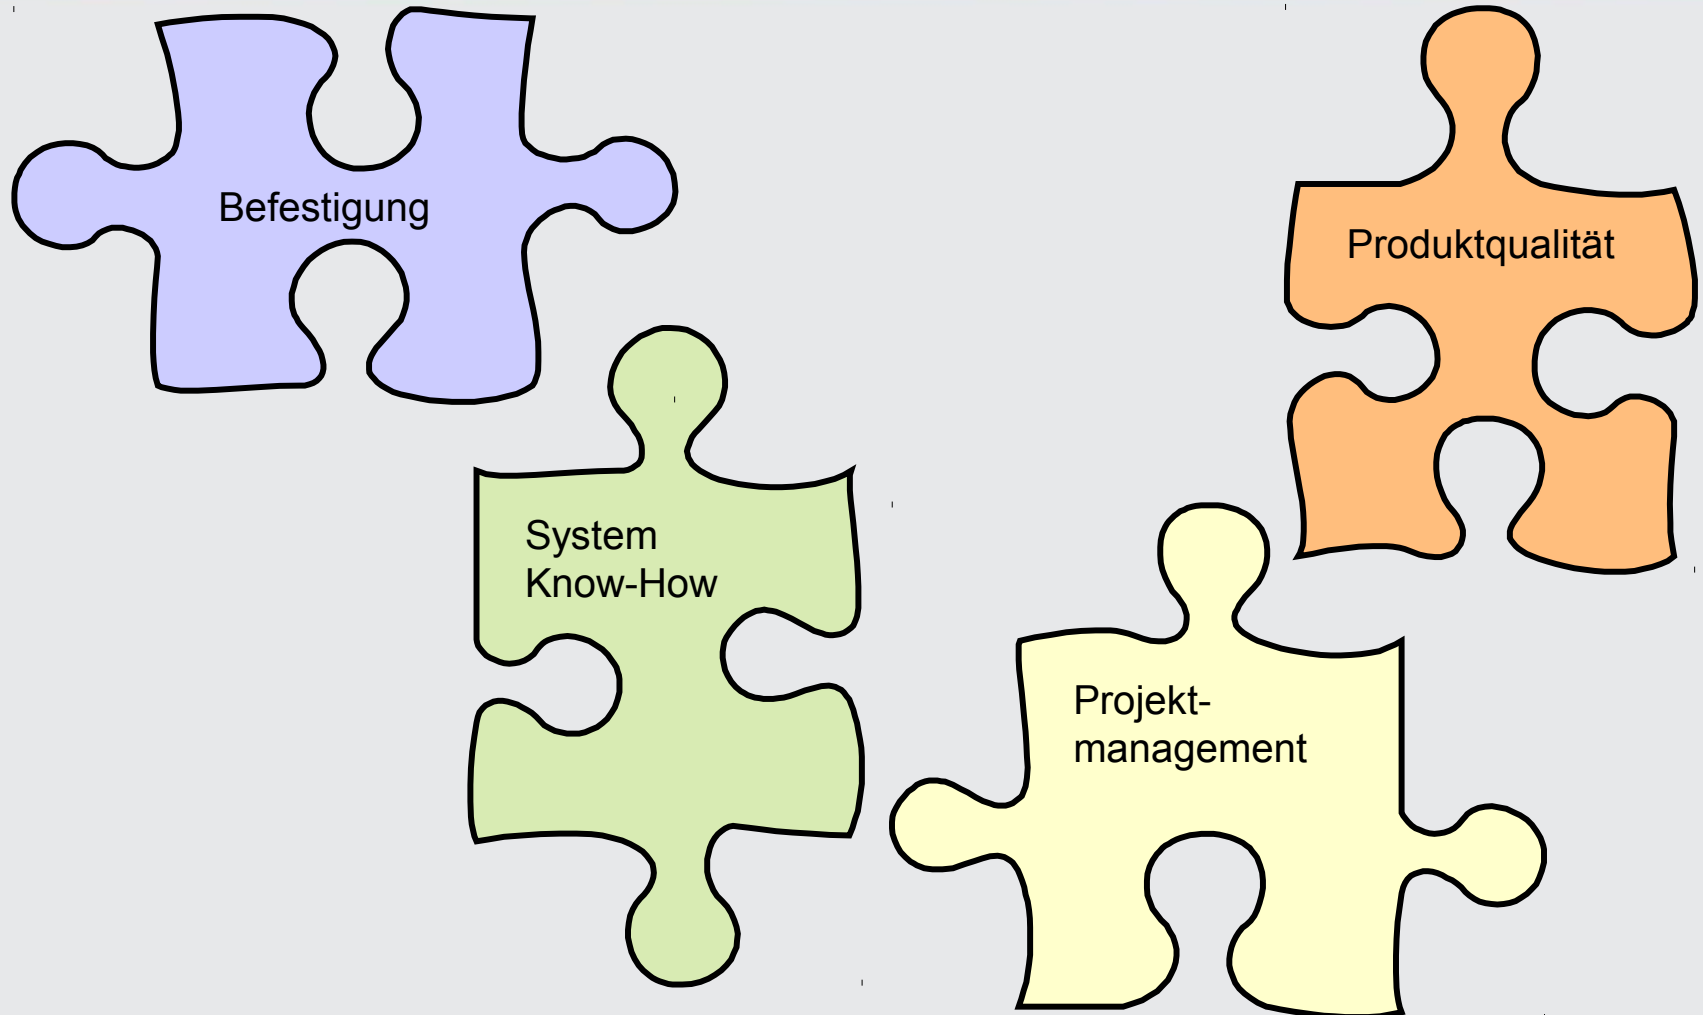 Befestigung
Produktqualität
System
Know-How
Projekt-
management